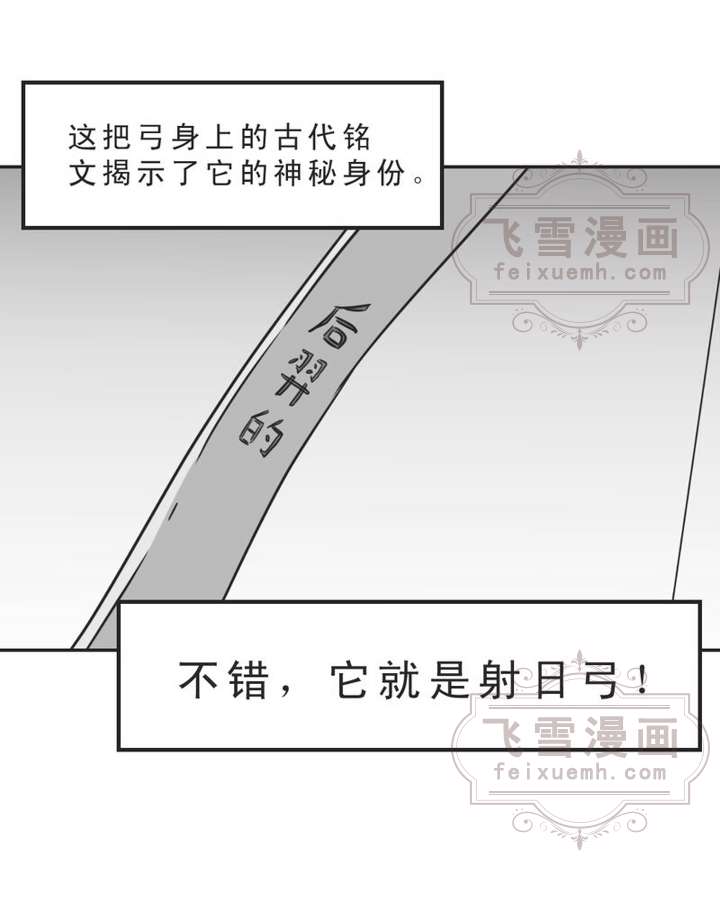 这把弓身上的古代铭
文揭示了它的神秘身份。
飞雪漫画
feixuemh.com
后羿的
不错，它就是射日弓！
飞雪漫画
feixuemh.com